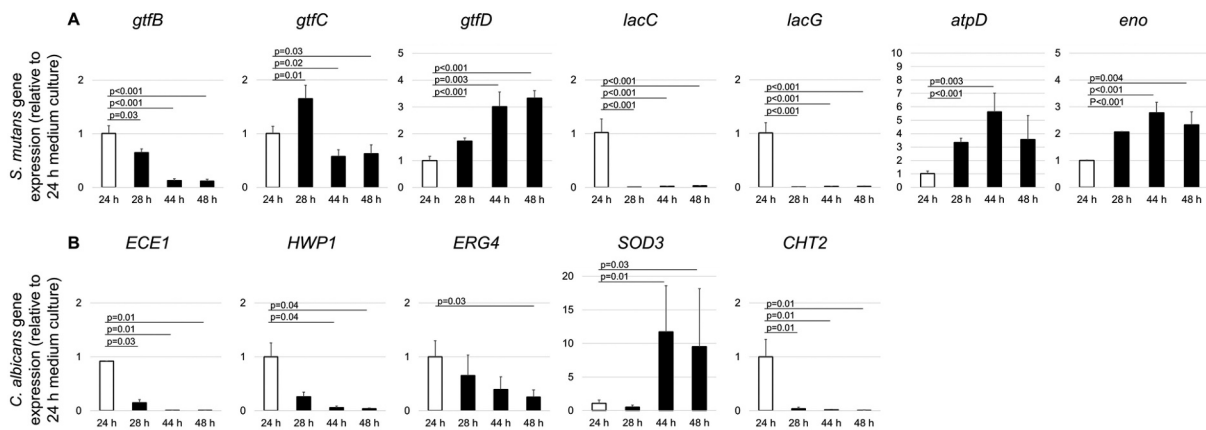 A
gtfB
gtfC
gtfD
lacC
lacG
atpD
eno
S. mutans gene
expression (relative to
24 h medium culture)
2
1
0
p<0.001
p<0.001
p=0.03
24 h 28 h 44 h 48 h
2
1
0
p=0.03
p=0.02
p=0.01
24 h 28 h 44 h 48 h
5
4
3
2
1
0
p<0.001
p=0.003
p<0.001
24 h 28 h 44 h 48 h
2
1
0
p<0.001
p<0.001
p<0.001
24 h 28 h 44 h 48 h
2
1
0
p<0.001
p<0.001
p<0.001
24 h 28 h 44 h 48 h
10
9
8
7
6
5
4
3
2
1
0
p=0.003
p<0.001
24 h 28 h 44 h 48 h
5
4
3
2
1
0
p=0.004
p<0.001
P<0.001
24 h 28 h 44 h 48 h
B
ECE1
HWP1
ERG4
SOD3
CHT2
C. albicans gene
expression (relative to
24 h medium culture)
2
1
0
p=0.01
p=0.01
p=0.03
24 h 28 h 44 h 48 h
2
1
0
p=0.04
p=0.04
24 h 28 h 44 h 48 h
2
1
0
p=0.03
24 h 28 h 44 h 48 h
20
15
10
5
0
p=0.03
p=0.01
24 h 28 h 44 h 48 h
2
1
0
p=0.01
p=0.01
p=0.01
24 h 28 h 44 h 48 h